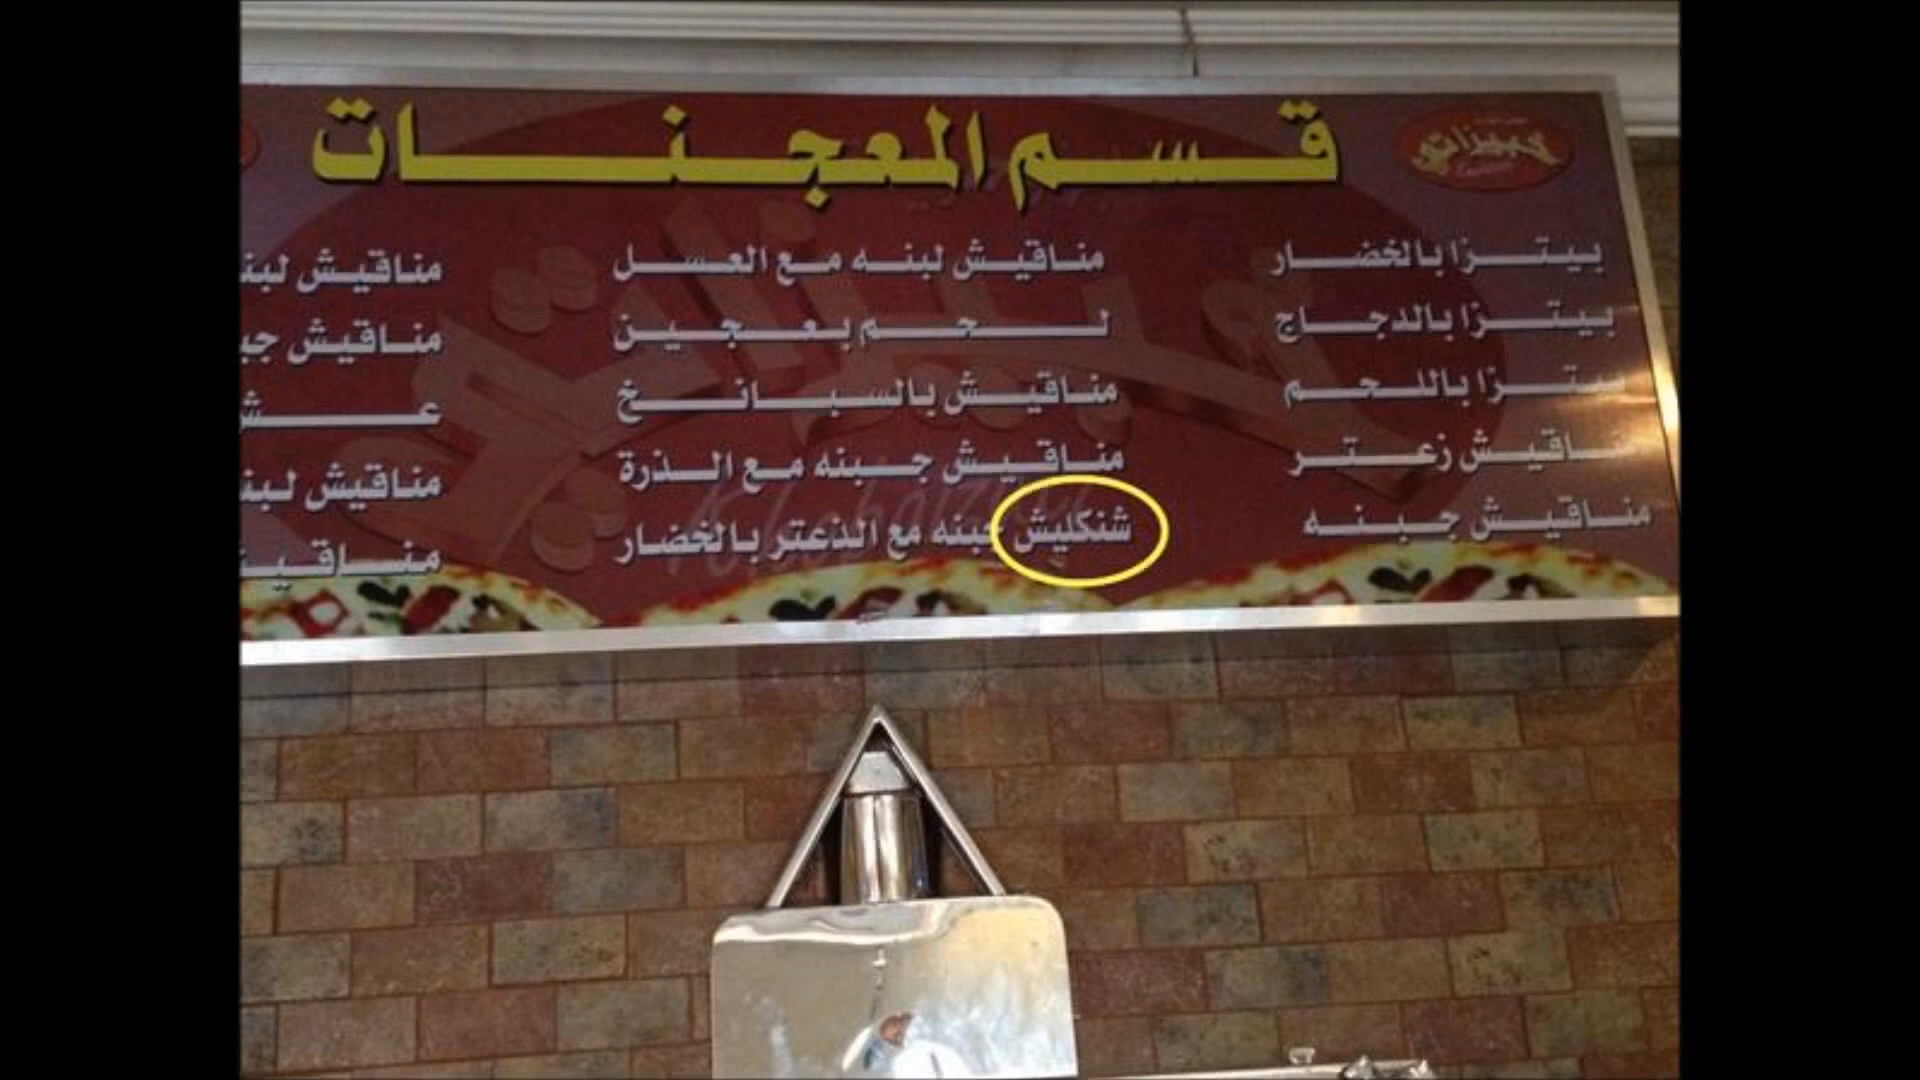 قسم المعجنات
بيتزا بالخضار
بيتزا بالدجاج
بيتزا باللحم
مناقيش زعتر
مناقيش جبنه
مناقيش لبنه مع العسل
لحم بعجين
مناقيش بالسبانخ
مناقيش جبنه مع الذرة
شنكليش جبنه مع الذعتر بالخضار
مناقيش
مناقيش
مناقيش